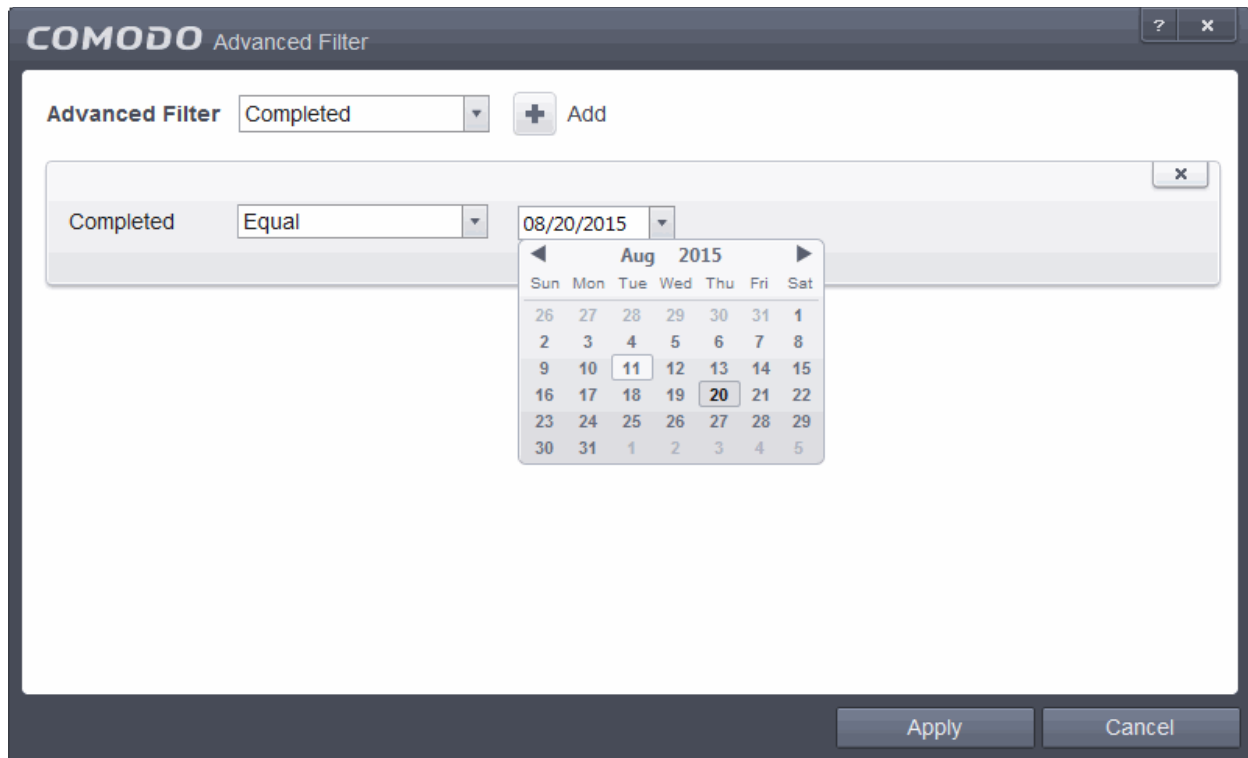 COMODO Advanced Filter ? x
Advanced Filter Completed + Add
x
Completed Equal 08/20/2015
Aug 2015
Sun Mon Tue Wed Thu Fri Sat
26 27 28 29 30 31 1
2 3 4 5 6 7 8
9 10 11 12 13 14 15
16 17 18 19 20 21 22
23 24 25 26 27 28 29
30 31 1 2 3 4 5
Apply Cancel